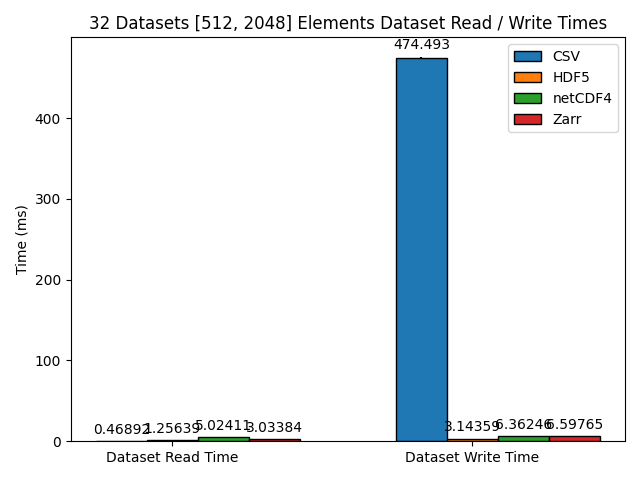 32 Datasets [512, 2048] Elements Dataset Read / Write Times
474.493
CSV
HDF5
netCDF4
Zarr
400
300
200
100
0
Time (ms)
0.46892
1.25639
5.02411
3.03384
3.14359
6.36246
6.59765
Dataset Read Time
Dataset Write Time